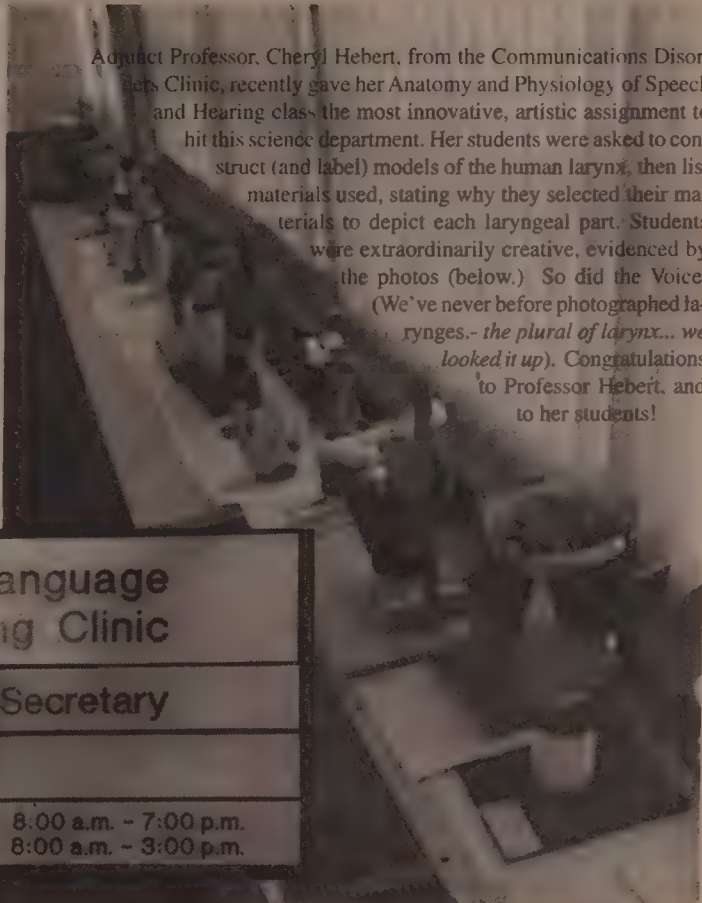 Adjunct Professor, Cheryl Hebert, from the Communications Disor
ders Clinic, recently gave her Anatomy and Physiology of Speech
and Hearing class the most innovative, artistic assignment to
hit this science department. Her students were asked to con
struct (and label) models of the human larynx, then lis
materials used, stating why they selected their ma
terials to depict each laryngeal part. Students
were extraordinarily creative, evidenced by
the photos (below.) So did the Voice
(We've never before photographed la-
rynges.- the plural of larynx... we
looked it up). Congratulations
to Professor Hebert, and
to her students!
anguage
ng Clinic
Secretary
8:00 a.m. - 7:00 p.m.
8:00 a.m. - 3:00 p.m.